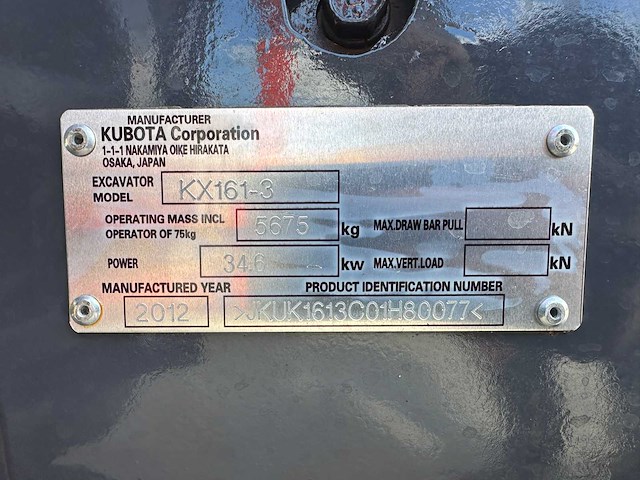 MANUFACTURER
KUBOTA Corporation
1-1-1 NAKAMIYA OIKE HIRAKATA
OSAKA, JAPAN
EXCAVATOR MODEL KX161-3
OPERATING MASS INCL OPERATOR OF 75kg 5675 kg MAX.DRAW BAR PULL kN
POWER 34.6 kw MAX.VERT.LOAD kN
MANUFACTURED YEAR PRODUCT IDENTIFICATION NUMBER
2012 >JKUK1613C01H80077<